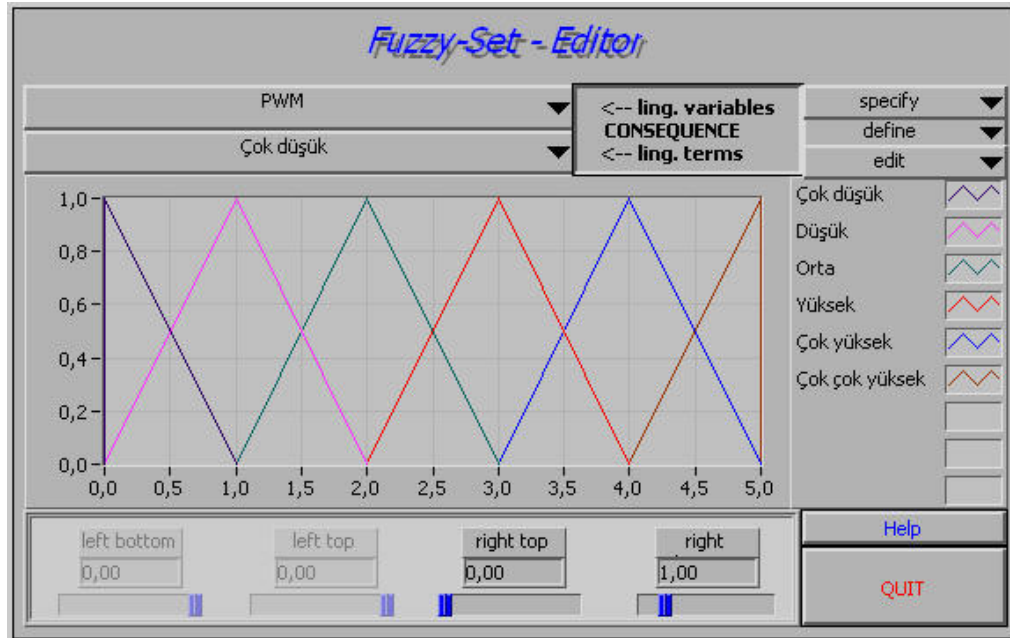 Fuzzy-Set - Editor
PWM
<-- ling. variables
CONSEQUENCE
<-- ling. terms
specify
define
edit
Çok düşük
Çok düşük
Düşük
Orta
Yüksek
Çok yüksek
Çok çok yüksek
1,0
0,8
0,6
0,4
0,2
0,0
0,0 0,5 1,0 1,5 2,0 2,5 3,0 3,5 4,0 4,5 5,0
left bottom
0,00
left top
0,00
right top
0,00
right
1,00
Help
QUIT